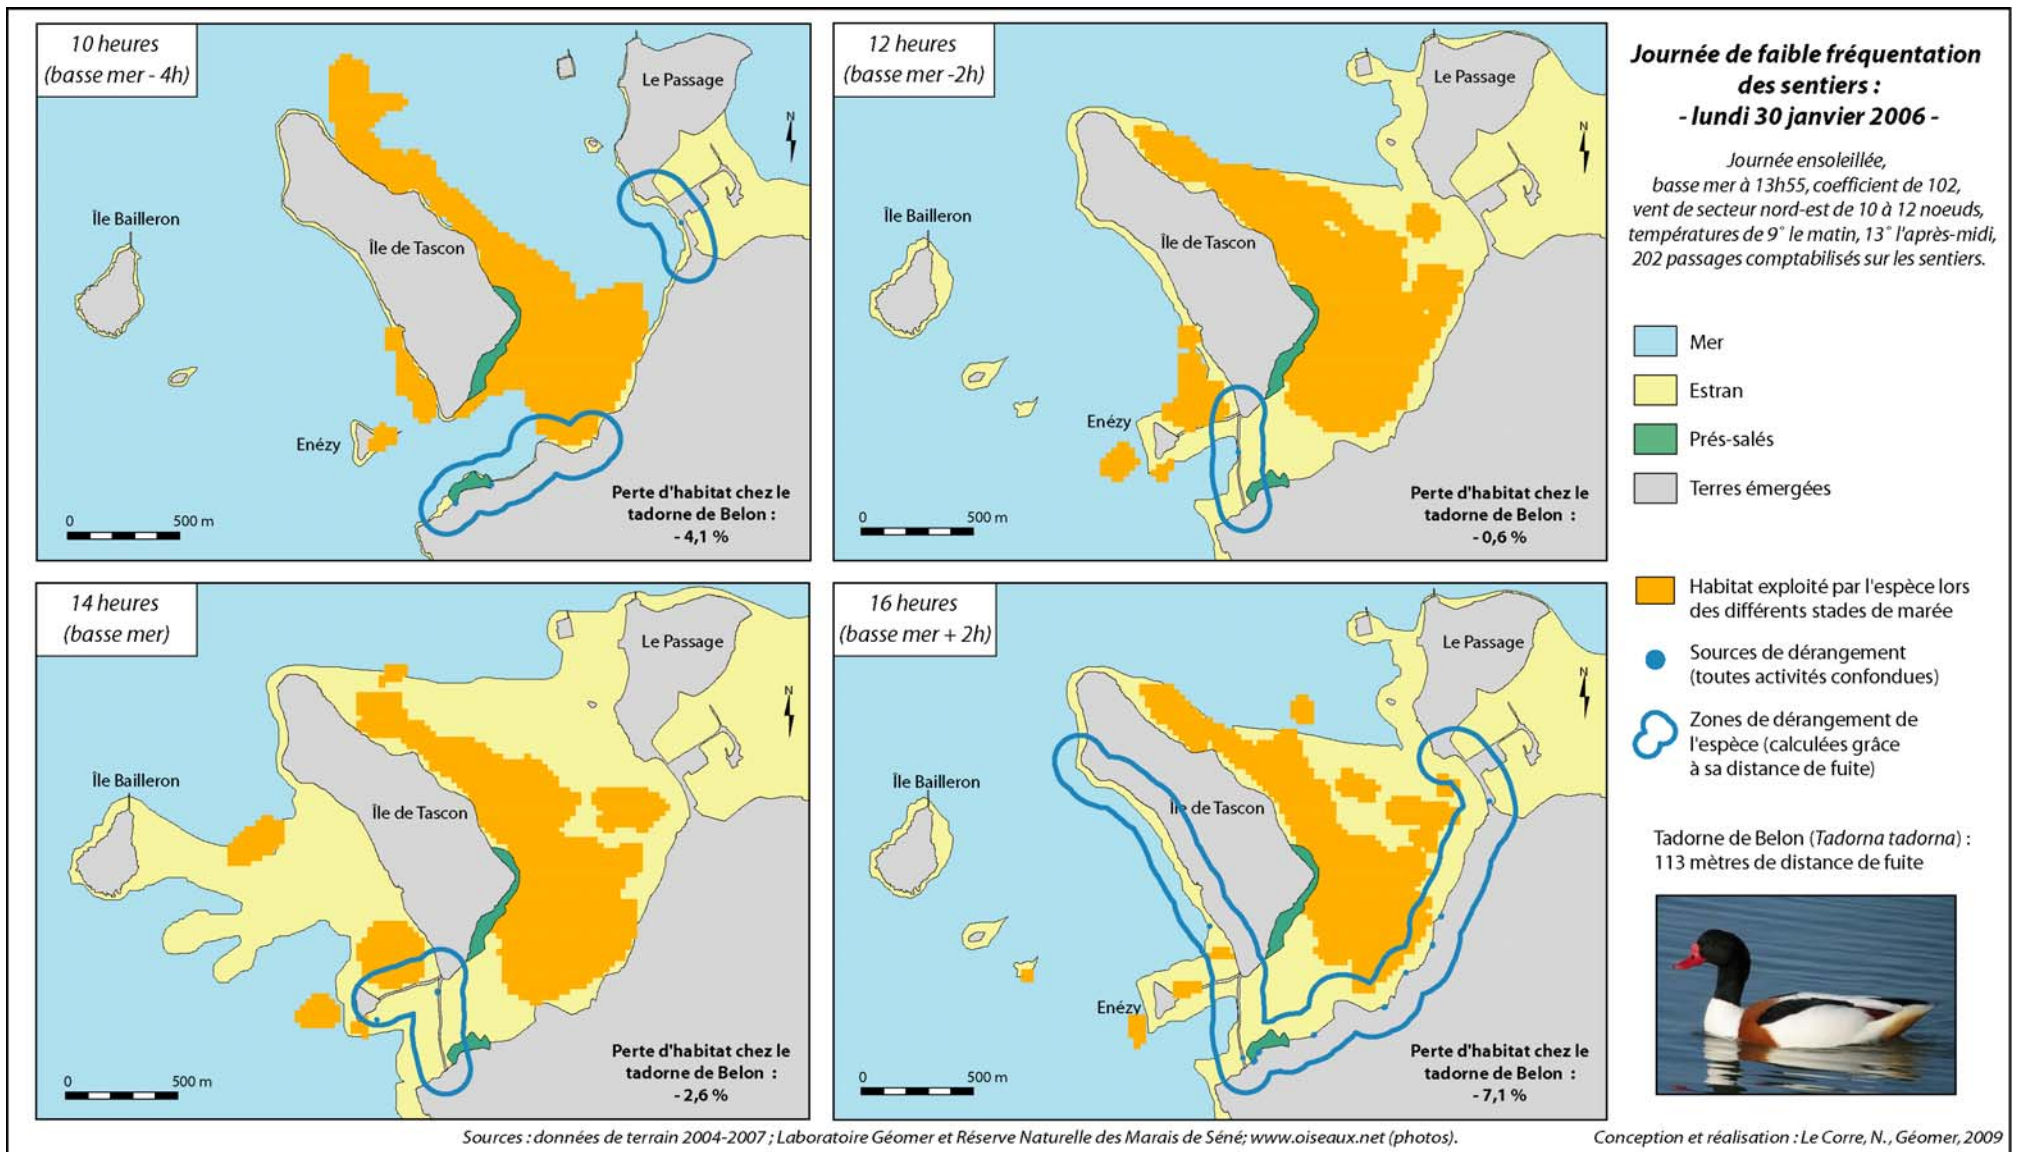 10 heures
(basse mer - 4h)
Le Passage
N
Île Bailleron
Île de Tascon
Enézy
0 500 m
Perte d'habitat chez le
tadorne de Belon :
- 4,1 %
12 heures
(basse mer -2h)
Le Passage
N
Île Bailleron
Île de Tascon
Enézy
0 500 m
Perte d'habitat chez le
tadorne de Belon :
- 0,6 %
14 heures
(basse mer)
Le Passage
N
Île Bailleron
Île de Tascon
0 500 m
Perte d'habitat chez le
tadorne de Belon :
- 2,6 %
16 heures
(basse mer + 2h)
Le Passage
N
Île Bailleron
Île de Tascon
Enézy
0 500 m
Perte d'habitat chez le
tadorne de Belon :
- 7,1 %
Journée de faible fréquentation
des sentiers :
- lundi 30 janvier 2006 -
Journée ensoleillée,
basse mer à 13h55, coefficient de 102,
vent de secteur nord-est de 10 à 12 noeuds,
températures de 9° le matin, 13° l'après-midi,
202 passages comptabilisés sur les sentiers.
Mer
Estran
Prés-salés
Terres émergées
Habitat exploité par l'espèce lors
des différents stades de marée
Sources de dérangement
(toutes activités confondues)
Zones de dérangement de
l'espèce (calculées grâce
à sa distance de fuite)
Tadorne de Belon (Tadorna tadorna) :
113 mètres de distance de fuite
Sources : données de terrain 2004-2007 ; Laboratoire Géomer et Réserve Naturelle des Marais de Séné; www.oiseaux.net (photos).
Conception et réalisation : Le Corre, N., Géomer, 2009